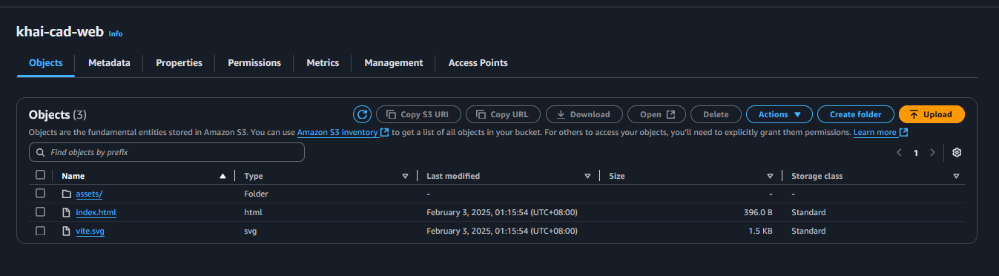 khai-cad-web Info
Objects Metadata Properties Permissions Metrics Management Access Points
Objects (3) Copy S3 URI Copy URL Download Open Delete Actions Create folder Upload
Objects are the fundamental entities stored in Amazon S3. You can use Amazon S3 inventory to get a list of all objects in your bucket. For others to access your objects, you'll need to explicitly grant them permissions. Learn more
Find objects by prefix 1
Name Type Last modified Size Storage class
assets/ Folder - - -
index.html html February 3, 2025, 01:15:54 (UTC+08:00) 396.0 B Standard
vite.svg svg February 3, 2025, 01:15:54 (UTC+08:00) 1.5 KB Standard